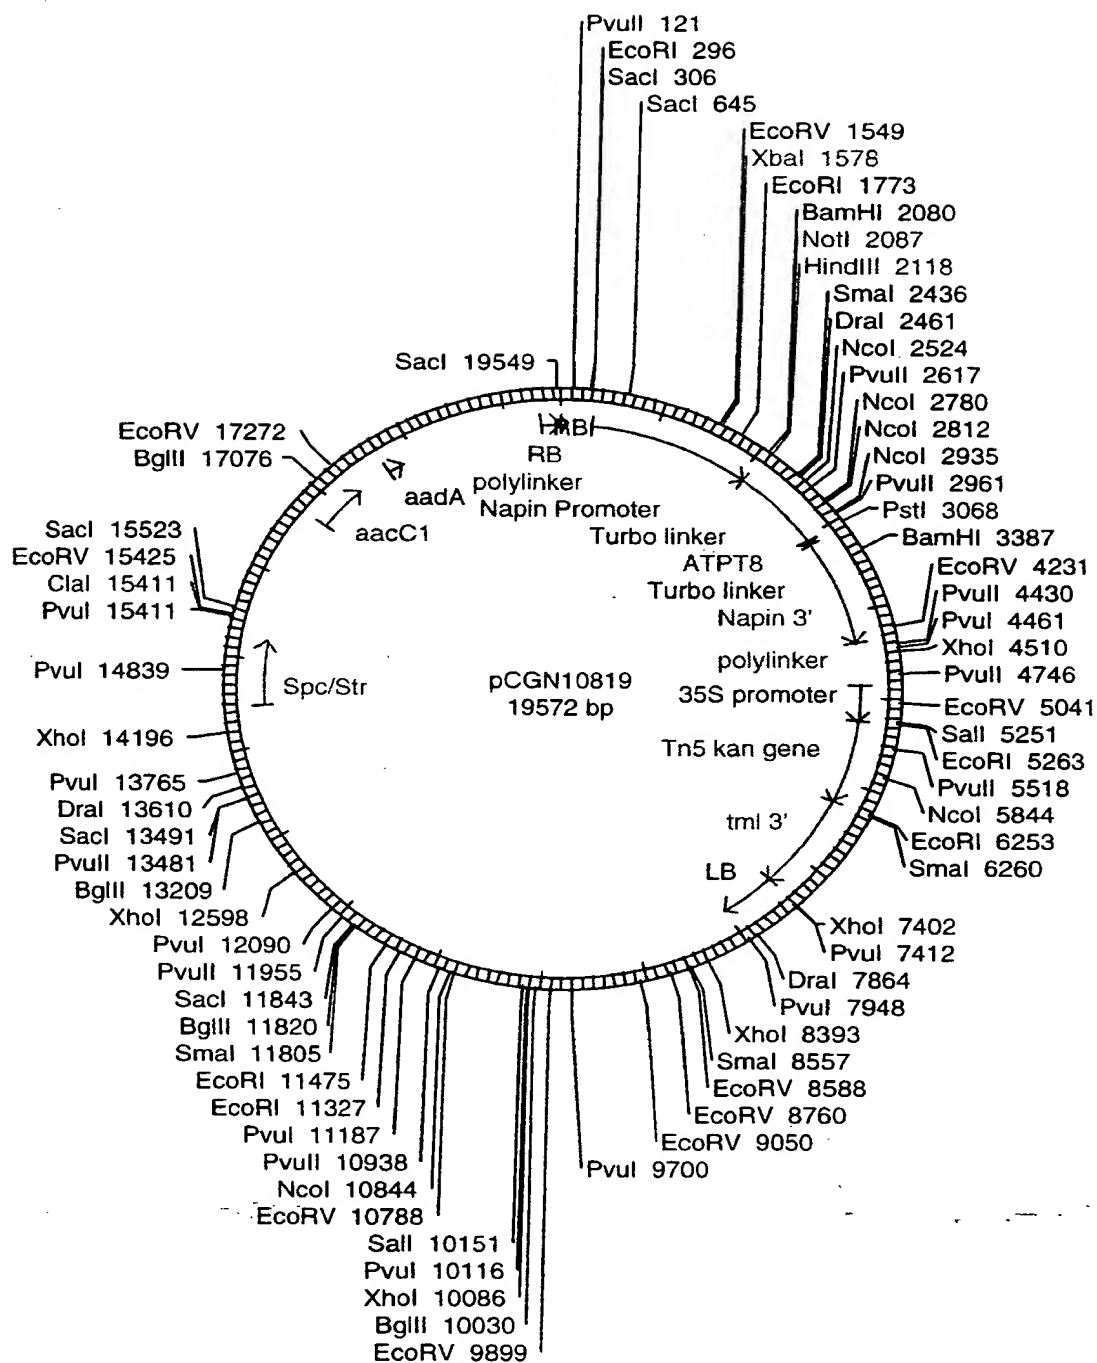 PvuII 121
EcoRI 296
SacI 306
SacI 645
EcoRV 1549
XbaI 1578
EcoRI 1773
BamHI 2080
NotI 2087
HindIII 2118
SmaI 2436
DraI 2461
NcoI 2524
PvuII 2617
NcoI 2780
NcoI 2812
NcoI 2935
PvuII 2961
PstI 3068
BamHI 3387
EcoRV 4231
PvuII 4430
PvuI 4461
XhoI 4510
PvuII 4746
EcoRV 5041
SalI 5251
EcoRI 5263
PvuII 5518
NcoI 5844
EcoRI 6253
SmaI 6260
XhoI 7402
PvuI 7412
DraI 7864
PvuI 7948
XhoI 8393
SmaI 8557
EcoRV 8588
EcoRV 8760
EcoRV 9050
PvuI 9700
SacI 19549
EcoRV 17272
BglII 17076
SacI 15523
EcoRV 15425
ClaI 15411
PvuI 15411
PvuI 14839
XhoI 14196
PvuI 13765
DraI 13610
SacI 13491
PvuII 13481
BglII 13209
XhoI 12598
PvuI 12090
PvuII 11955
SacI 11843
BglII 11820
SmaI 11805
EcoRI 11475
EcoRI 11327
PvuI 11187
PvuII 10938
NcoI 10844
EcoRV 10788
SalI 10151
PvuI 10116
XhoI 10086
BglII 10030
EcoRV 9899
RB
polylinker
Napin Promoter
Turbo linker
ATPT8
Turbo linker
Napin 3'
polylinker
35S promoter
Tn5 kan gene
tml 3'
LB
aadA
aacC1
Spc/Str
pCGN10819
19572 bp